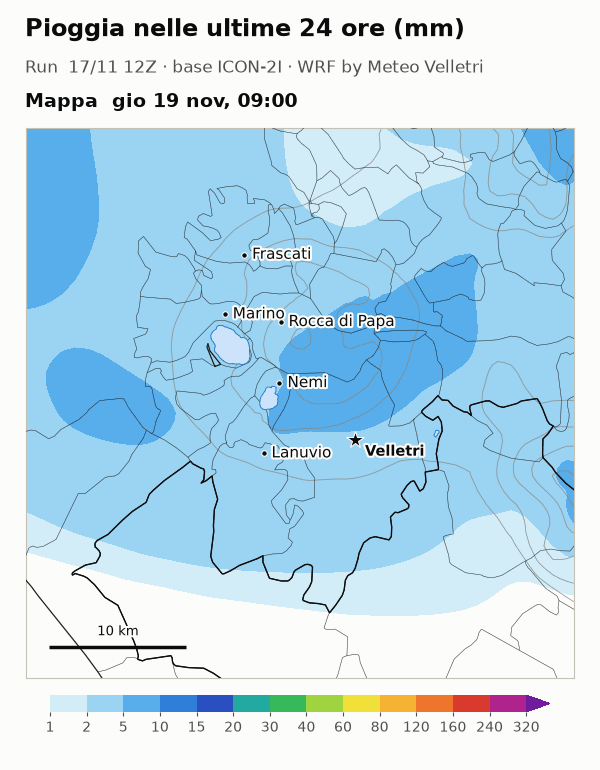 Pioggia nelle ultime 24 ore (mm)
Run 17/11 12Z · base ICON-2I · WRF by Meteo Velletri
Mappa gio 19 nov, 09:00
Frascati
Marino
Rocca di Papa
Nemi
Velletri
Lanuvio
10 km
1 2 5 10 15 20 30 40 60 80 120 160 240 320